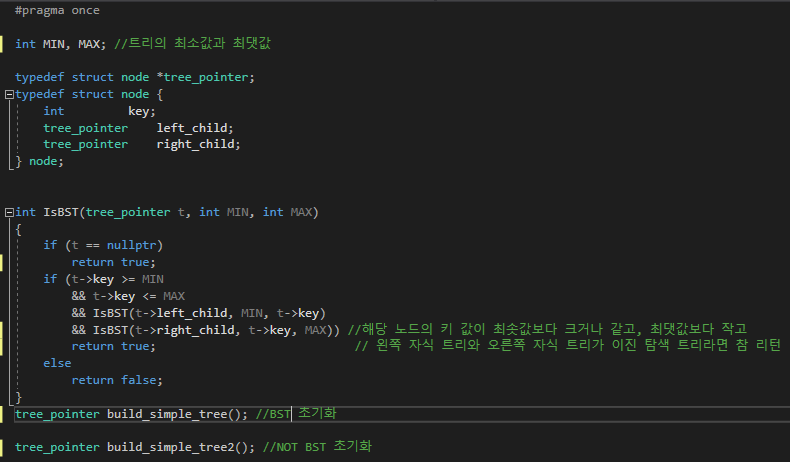 #pragma once
int MIN, MAX; //트리의 최소값과 최댓값
typedef struct node *tree_pointer;
typedef struct node {
int key;
tree_pointer left_child;
tree_pointer right_child;
} node;
int IsBST(tree_pointer t, int MIN, int MAX)
{
if (t == nullptr)
return true;
if (t->key >= MIN
&& t->key <= MAX
&& IsBST(t->left_child, MIN, t->key)
&& IsBST(t->right_child, t->key, MAX)) //해당 노드의 키 값이 최솟값보다 크거나 같고, 최댓값보다 작고
return true; // 왼쪽 자식 트리와 오른쪽 자식 트리가 이진 탐색 트리라면 참 리턴
else
return false;
}
tree_pointer build_simple_tree(); //BST 초기화
tree_pointer build_simple_tree2(); //NOT BST 초기화